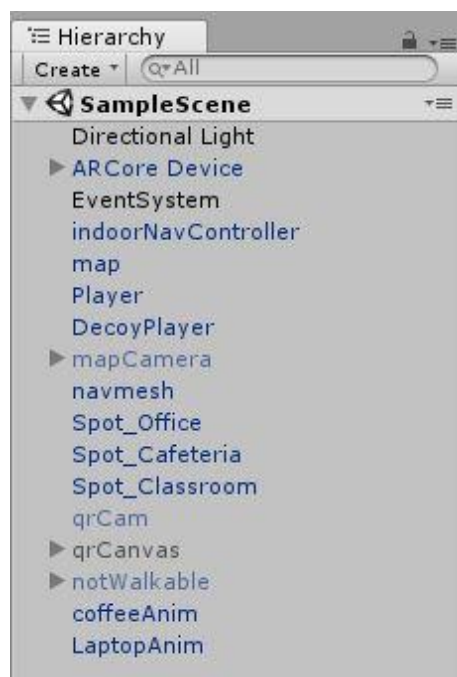 Hierarchy
Create All
SampleScene
Directional Light
ARCore Device
EventSystem
indoorNavController
map
Player
DecoyPlayer
mapCamera
navmesh
Spot_Office
Spot_Cafeteria
Spot_Classroom
qrCam
qrCanvas
notWalkable
coffeeAnim
LaptopAnim